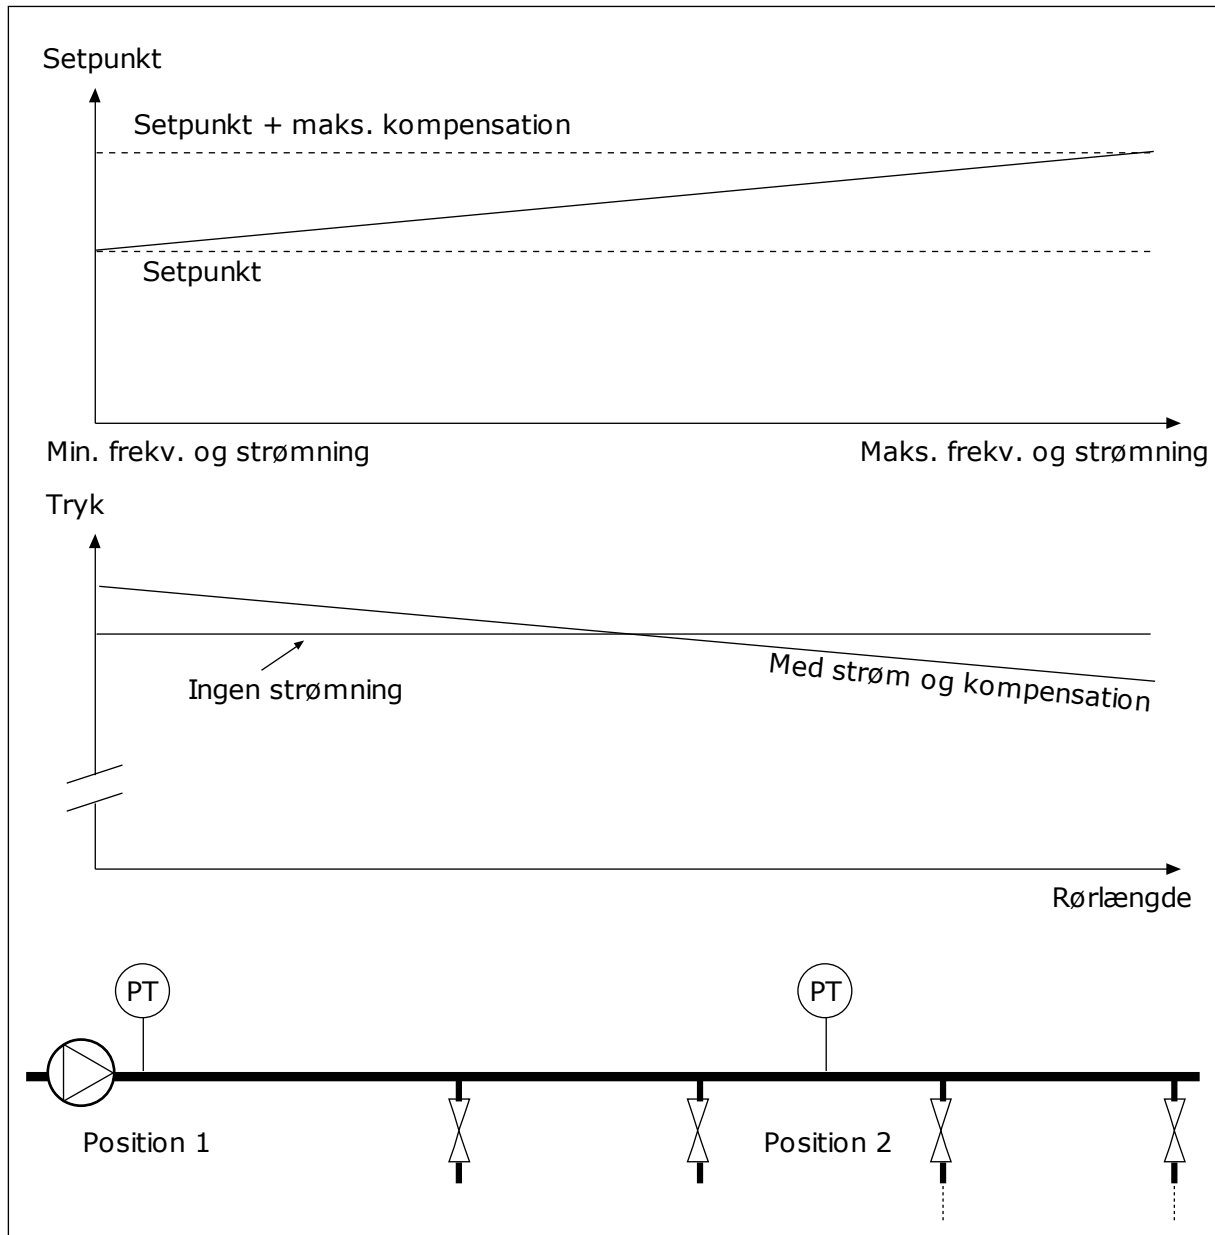 Setpunkt
Setpunkt + maks. kompensation
Setpunkt
Min. frekv. og strømning
Maks. frekv. og strømning
Tryk
Ingen strømning
Med strøm og kompensation
Rørlængde
PT
PT
Position 1
Position 2